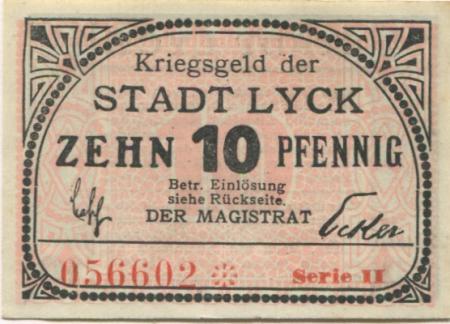 Kriegsgeld der
STADT LYCK
ZEHN 10 PFENNIG
Betr. Einlösung
siehe Rückseite.
DER MAGISTRAT
056602 * Serie II